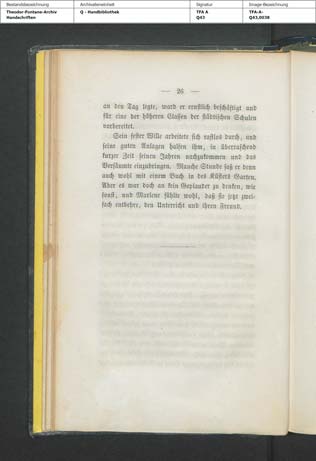 Bestandsbezeichnung Archivalieneinheit Signatur Image-Bezeichnung
Theodor-Fontane-Archiv Q - Handbibliothek TFA A TFA-A-
Handschriften Q43 Q43,0038
— 26 —
an den Tag legte, ward er ernstlich beschäftigt und
für eine der höheren Classen der städtischen Schulen
vorbereitet.
Sein fester Wille arbeitete sich rastlos durch, und
seine guten Anlagen halfen ihm, in überraschend
kurzer Zeit seinen Jahren nachzukommen und das
Versäumte einzubringen. Manche Stunde saß er denn
auch wohl mit einem Buch in des Küsters Garten.
Aber es war doch an kein Geplauder zu denken, wie
sonst, und Marlene fühlte wohl, daß sie jetzt zwei-
fach entbehre, den Unterricht und ihren Freund.